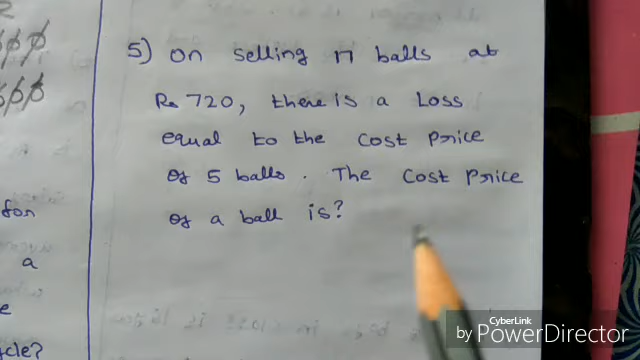 5) on selling 17 balls at
Rs 720, there is a Loss
equal to the cost price
of 5 balls. The cost price
of a ball is?
for
a
e
cle?
CyberLink
by PowerDirector